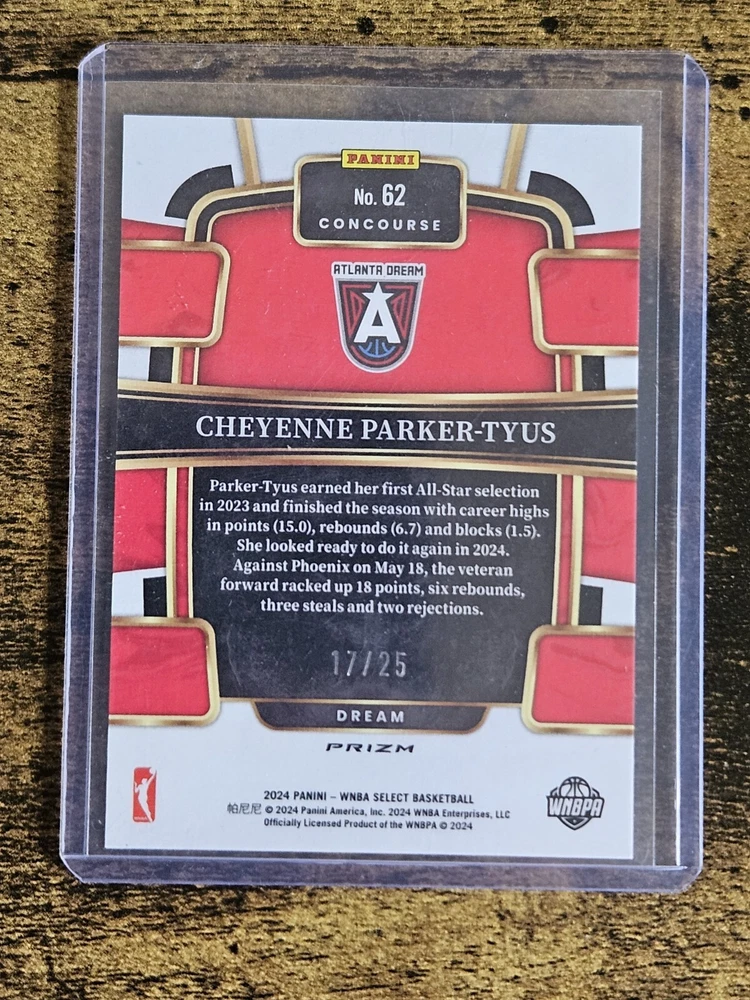 PANINI
No. 62
CONCOURSE
ATLANTA DREAM
A
CHEYENNE PARKER-TYUS
Parker-Tyus earned her first All-Star selection
in 2023 and finished the season with career highs
in points (15.0), rebounds (6.7) and blocks (1.5).
She looked ready to do it again in 2024.
Against Phoenix on May 18, the veteran
forward racked up 18 points, six rebounds,
three steals and two rejections.
17/25
DREAM
PRIZM
2024 PANINI – WNBA SELECT BASKETBALL
帕尼尼 © 2024 Panini America, Inc. 2024 WNBA Enterprises, LLC
Officially Licensed Product of the WNBPA © 2024
WNBPA